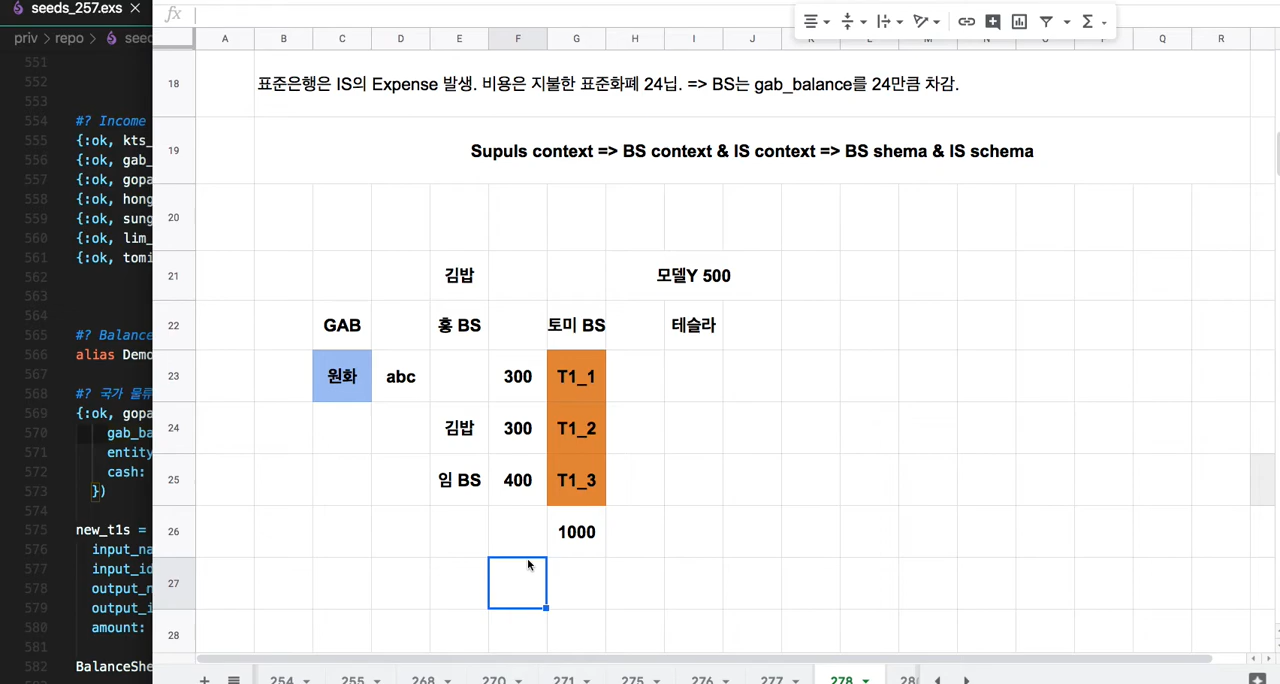 seeds_257.exs
priv > repo > seed
551
552
553
554 #? Income
555 {:ok, kts_
556 {:ok, gab_
557 {:ok, gopa
558 {:ok, hong
559 {:ok, sung
560 {:ok, lim_
561 {:ok, tomi
562
563
564
565 #? Balance
566 alias Demo
567
568 #? 국가 물류
569 {:ok, gopa
570 gab_ba
571 entity
572 cash:
573 })
574
575 new_t1s =
576 input_na
577 input_id
578 output_n
579 output_i
580 amount:
581
582 BalanceShe
fx
A B C D E F G H I J Q R
18 표준은행은 IS의 Expense 발생. 비용은 지불한 표준화폐 24닙. => BS는 gab_balance를 24만큼 차감.
19 Supuls context => BS context & IS context => BS shema & IS schema
20
21 김밥 모델Y 500
22 GAB 홍 BS 토미 BS 테슬라
23 원화 abc 300 T1_1
24 김밥 300 T1_2
25 임 BS 400 T1_3
26 1000
27
28
254 255 268 270 271 275 276 277 278 28